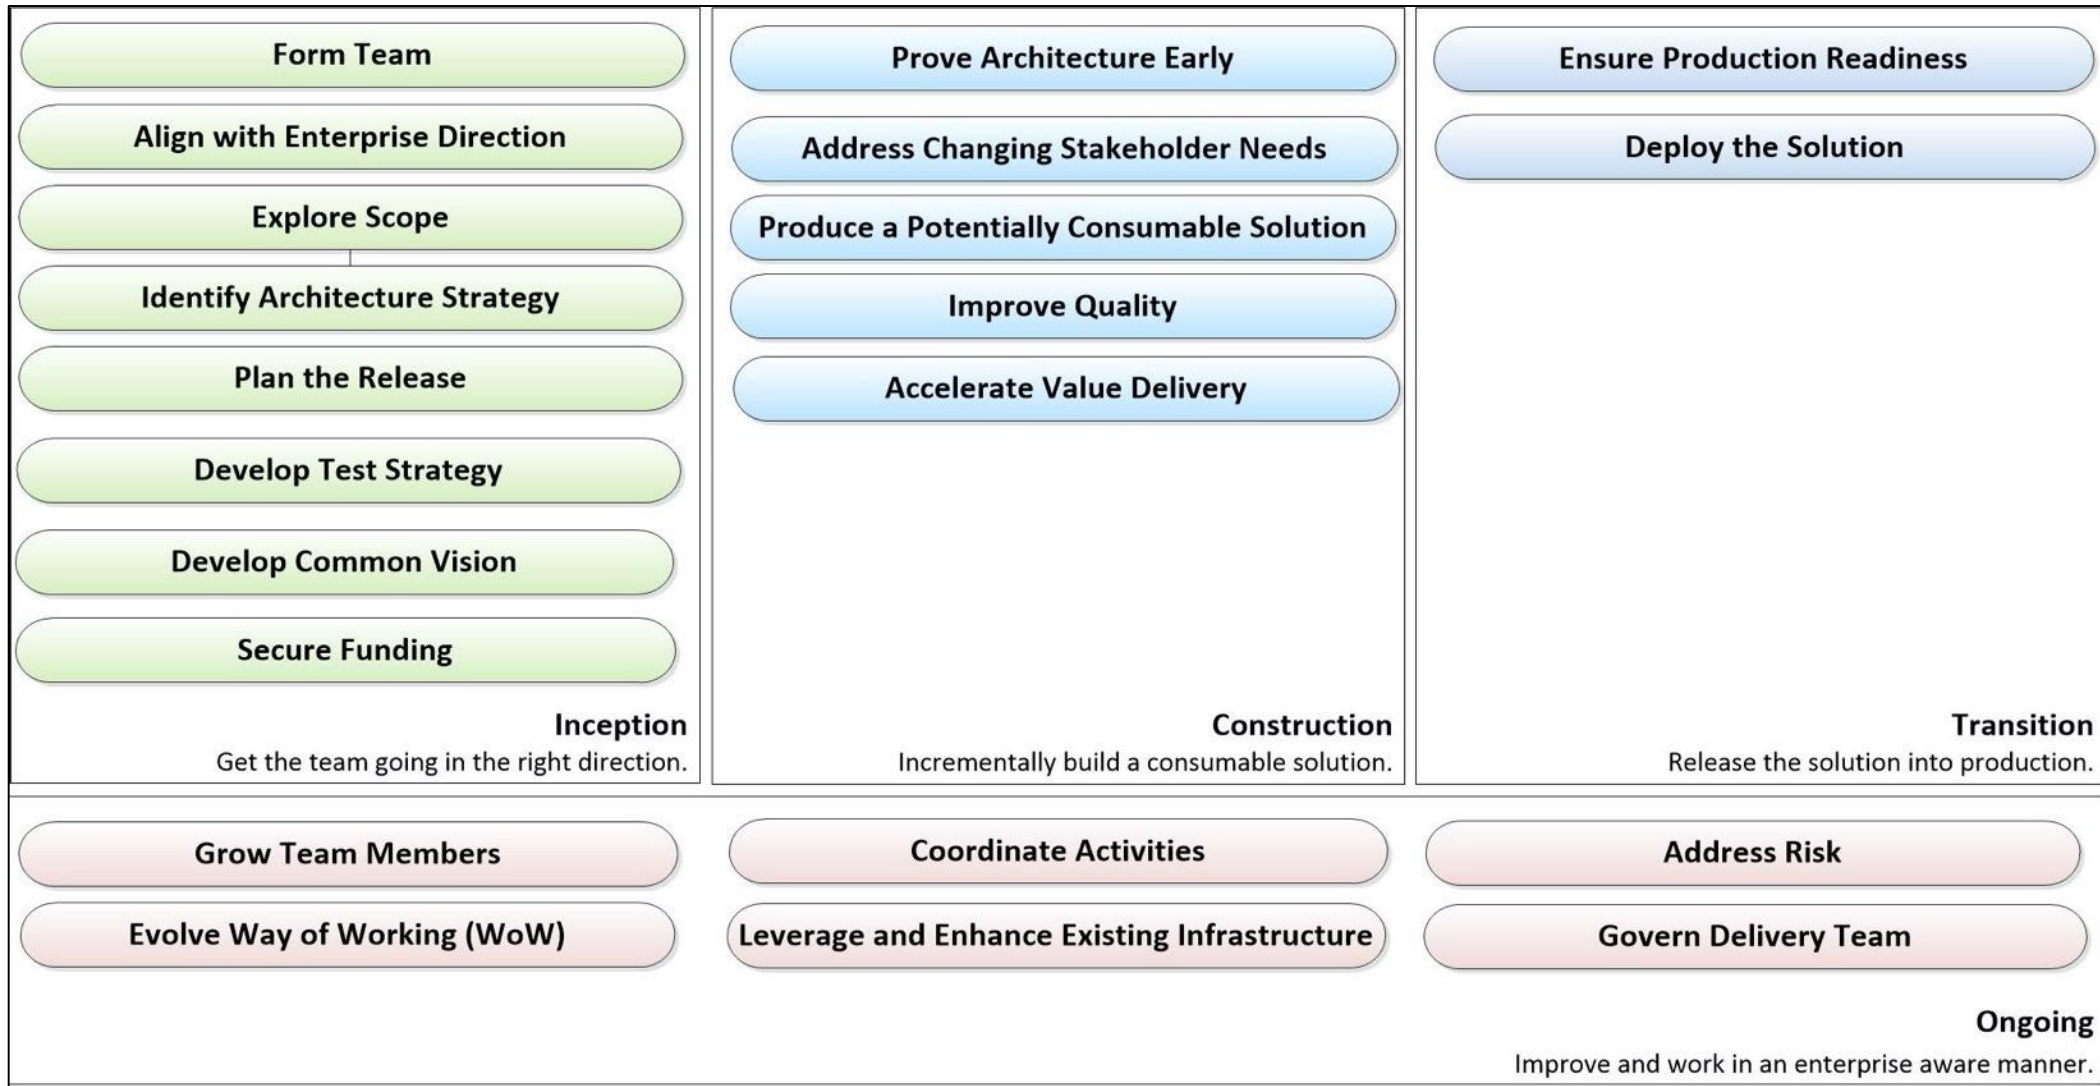 Form Team
Align with Enterprise Direction
Explore Scope
Identify Architecture Strategy
Plan the Release
Develop Test Strategy
Develop Common Vision
Secure Funding
Inception
Get the team going in the right direction.
Prove Architecture Early
Address Changing Stakeholder Needs
Produce a Potentially Consumable Solution
Improve Quality
Accelerate Value Delivery
Construction
Incrementally build a consumable solution.
Ensure Production Readiness
Deploy the Solution
Transition
Release the solution into production.
Grow Team Members
Evolve Way of Working (WoW)
Coordinate Activities
Leverage and Enhance Existing Infrastructure
Address Risk
Govern Delivery Team
Ongoing
Improve and work in an enterprise aware manner.